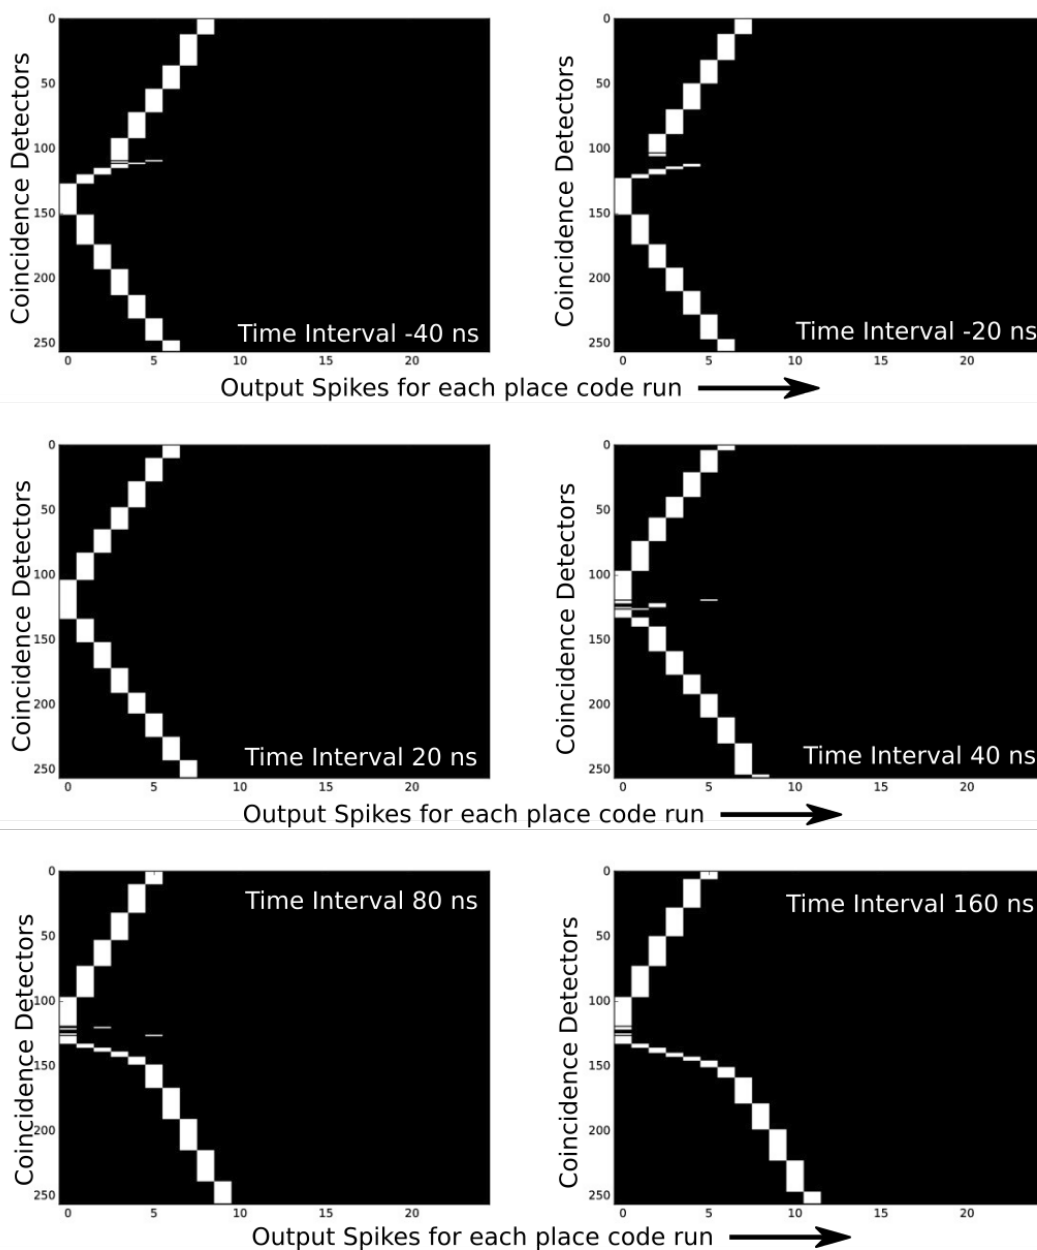 0
50
100
150
200
250
Coincidence Detectors
Time Interval -40 ns
0 5 10 15 20
0
50
100
150
200
250
Coincidence Detectors
Time Interval -20 ns
0 5 10 15 20
Output Spikes for each place code run
0
50
100
150
200
250
Coincidence Detectors
Time Interval 20 ns
0 5 10 15 20
0
50
100
150
200
250
Coincidence Detectors
Time Interval 40 ns
0 5 10 15 20
Output Spikes for each place code run
0
50
100
150
200
250
Coincidence Detectors
Time Interval 80 ns
0 5 10 15 20
0
50
100
150
200
250
Coincidence Detectors
Time Interval 160 ns
0 5 10 15 20
Output Spikes for each place code run